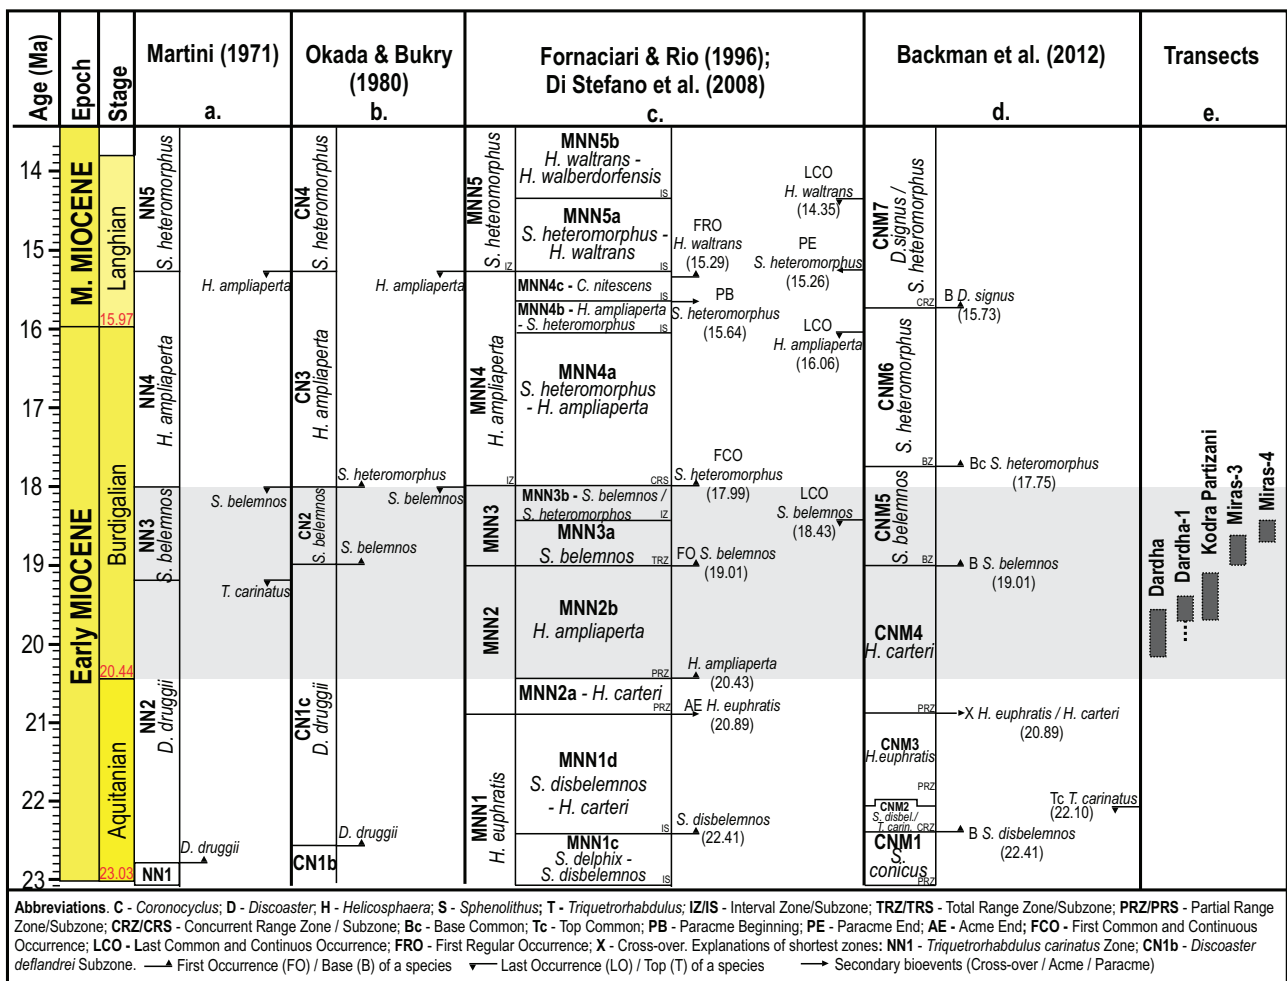 Age (Ma)
Epoch
Stage
Martini (1971)
a.
Okada & Bukry
(1980)
b.
Fornaciari & Rio (1996);
Di Stefano et al. (2008)
c.
Backman et al. (2012)
d.
Transects
e.
14
15
16
17
18
19
20
21
22
23
M. MIOCENE
Early MIOCENE
Langhian
15.97
Burdigalian
20.44
Aquitanian
23.03
NN5
S. heteromorphus
H. ampliaperta
NN4
H. ampliaperta
S. belemnos
NN3
S. belemnos
T. carinatus
NN2
D. druggii
D. druggii
NN1
CN4
S. heteromorphus
H. ampliaperta
CN3
H. ampliaperta
S. heteromorphus
S. belemnos
CN2
S. belemnos
S. belemnos
CN1c
D. druggii
D. druggii
CN1b
MNN5
S. heteromorphus
IZ
MNN4
H. ampliaperta
IZ
MNN3
MNN2
MNN1
H. euphratis
MNN5b
H. waltrans -
H. walberdorfensis
IS
MNN5a
S. heteromorphus -
H. waltrans
IS
MNN4c - C. nitescens
IS
MNN4b - H. ampliaperta
- S. heteromorphus
IS
MNN4a
S. heteromorphus
- H. ampliaperta
CRS
MNN3b - S. belemnos /
S. heteromorphos
IZ
MNN3a
S. belemnos
TRZ
MNN2b
H. ampliaperta
PRZ
MNN2a - H. carteri
PRZ
MNN1d
S. disbelemnos
- H. carteri
IS
MNN1c
S. delphix -
S. disbelemnos
IS
LCO
H. waltrans
(14.35)
FRO
H. waltrans
(15.29)
PE
S. heteromorphus
(15.26)
PB
S. heteromorphus
(15.64)
LCO
H. ampliaperta
(16.06)
FCO
S. heteromorphus
(17.99)
LCO
S. belemnos
(18.43)
FO S. belemnos
(19.01)
H. ampliaperta
(20.43)
AE H. euphratis
(20.89)
S. disbelemnos
(22.41)
CNM7
D.signus /
S. heteromorphus
CRZ
B D. signus
(15.73)
CNM6
S. heteromorphus
BZ
Bc S. heteromorphus
(17.75)
CNM5
S. belemnos
BZ
B S. belemnos
(19.01)
CNM4
H. carteri
PRZ
X H. euphratis / H. carteri
(20.89)
CNM3
H.euphratis
PRZ
Tc T. carinatus
(22.10)
CNM2
S. disbel./
T. carin. CRZ
B S. disbelemnos
(22.41)
CNM1
S.
conicus
PRZ
Dardha
Dardha-1
Kodra Partizani
Miras-3
Miras-4
Abbreviations. C - Coronocyclus; D - Discoaster; H - Helicosphaera; S - Sphenolithus; T - Triquetrorhabdulus; IZ/IS - Interval Zone/Subzone; TRZ/TRS - Total Range Zone/Subzone; PRZ/PRS - Partial Range
Zone/Subzone; CRZ/CRS - Concurrent Range Zone / Subzone; Bc - Base Common; Tc - Top Common; PB - Paracme Beginning; PE - Paracme End; AE - Acme End; FCO - First Common and Continuous
Occurrence; LCO - Last Common and Continuos Occurrence; FRO - First Regular Occurrence; X - Cross-over. Explanations of shortest zones: NN1 - Triquetrorhabdulus carinatus Zone; CN1b - Discoaster
deflandrei Subzone. First Occurrence (FO) / Base (B) of a species Last Occurrence (LO) / Top (T) of a species Secondary bioevents (Cross-over / Acme / Paracme)